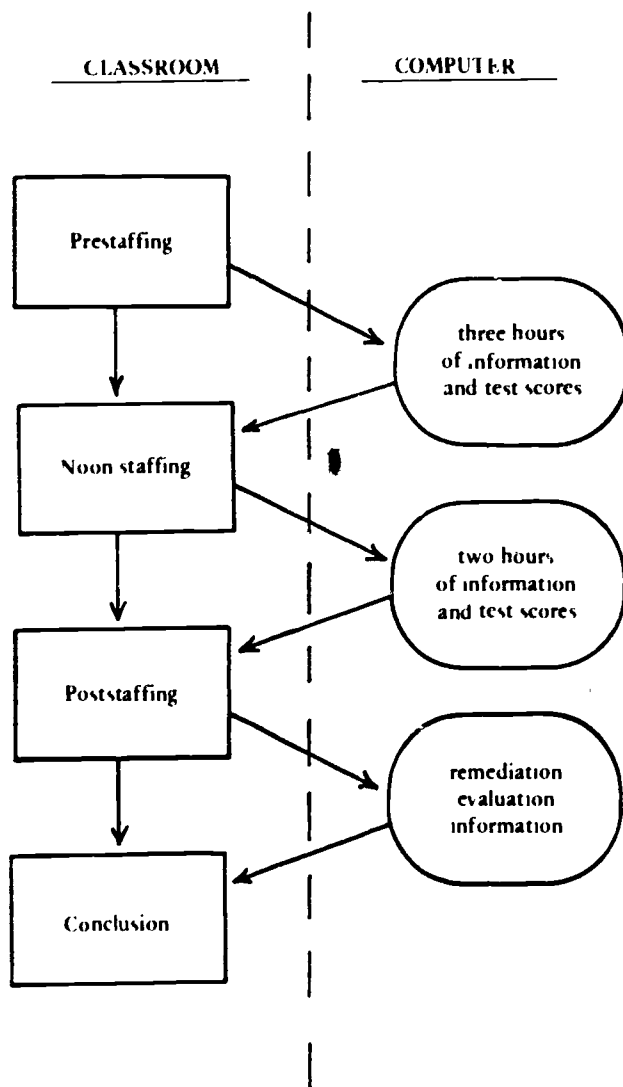 CLASSROOM
COMPUTER
Prestaffing
three hours
of information
and test scores
Noon staffing
two hours
of information
and test scores
Poststaffing
remediation
evaluation
information
Conclusion